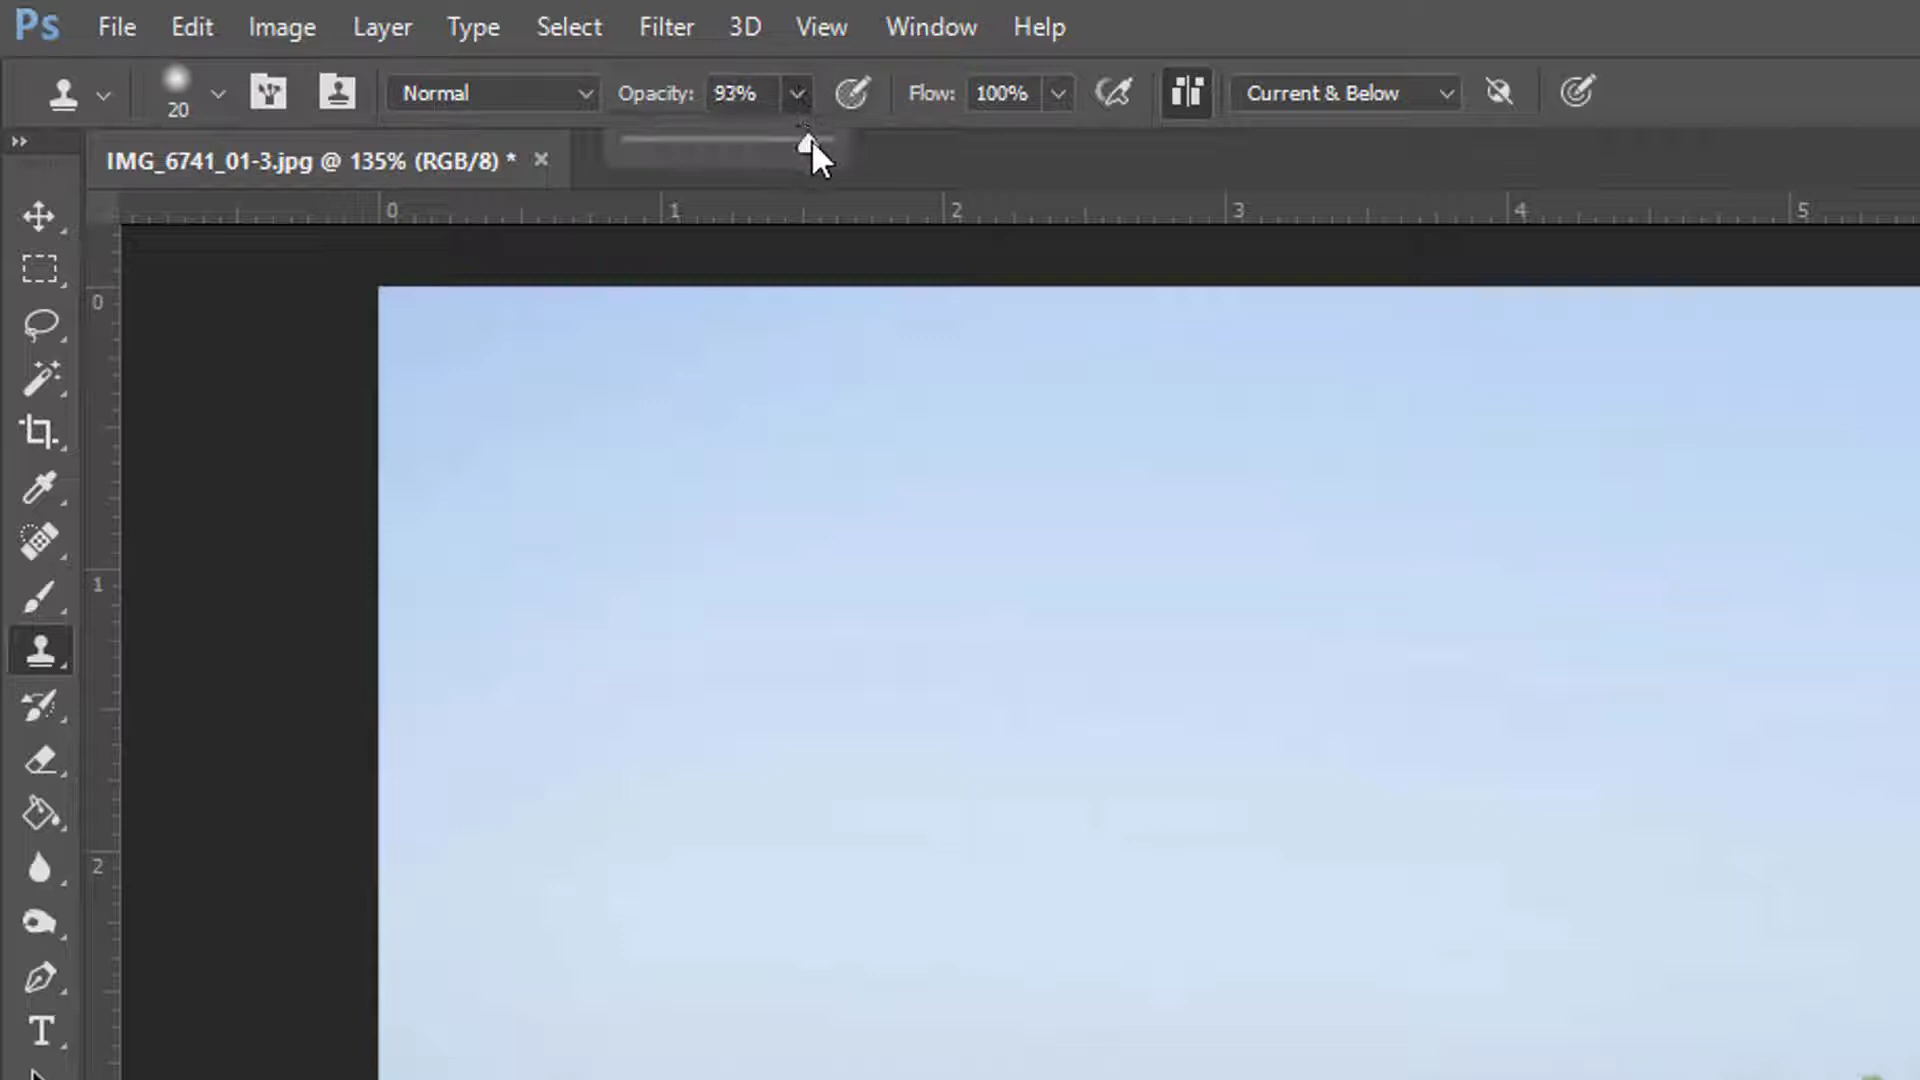 Ps File Edit Image Layer Type Select Filter 3D View Window Help
20 Normal Opacity: 93% Flow: 100% Current & Below
IMG_6741_01-3.jpg @ 135% (RGB/8) * ×
0 1 2 3 4 5
0
1
2
T